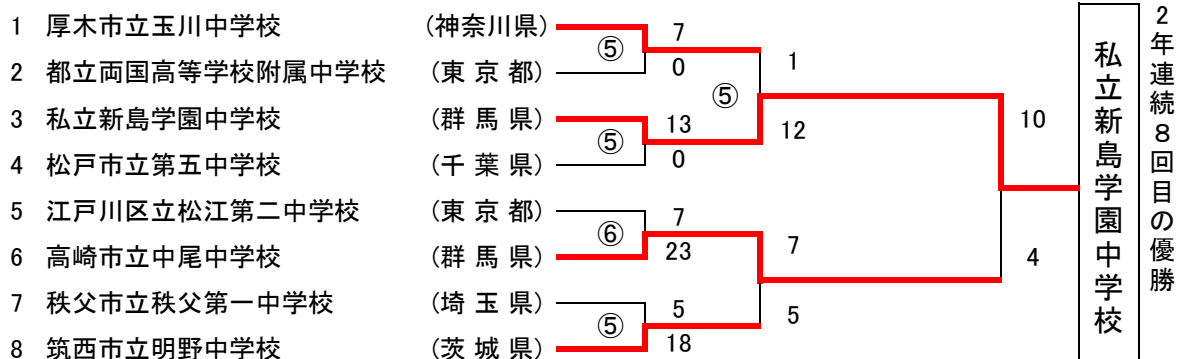 1 厚木市立玉川中学校 (神奈川県)
2 都立両国高等学校附属中学校 (東 京 都)
3 私立新島学園中学校 (群 馬 県)
4 松戸市立第五中学校 (千 葉 県)
5 江戸川区立松江第二中学校 (東 京 都)
6 高崎市立中尾中学校 (群 馬 県)
7 秩父市立秩父第一中学校 (埼 玉 県)
8 筑西市立明野中学校 (茨 城 県)
⑤
7
0
⑤
13
0
⑥
7
23
⑤
5
18
⑤
1
12
7
5
10
4
私立新島学園中学校
2年連続8回目の優勝